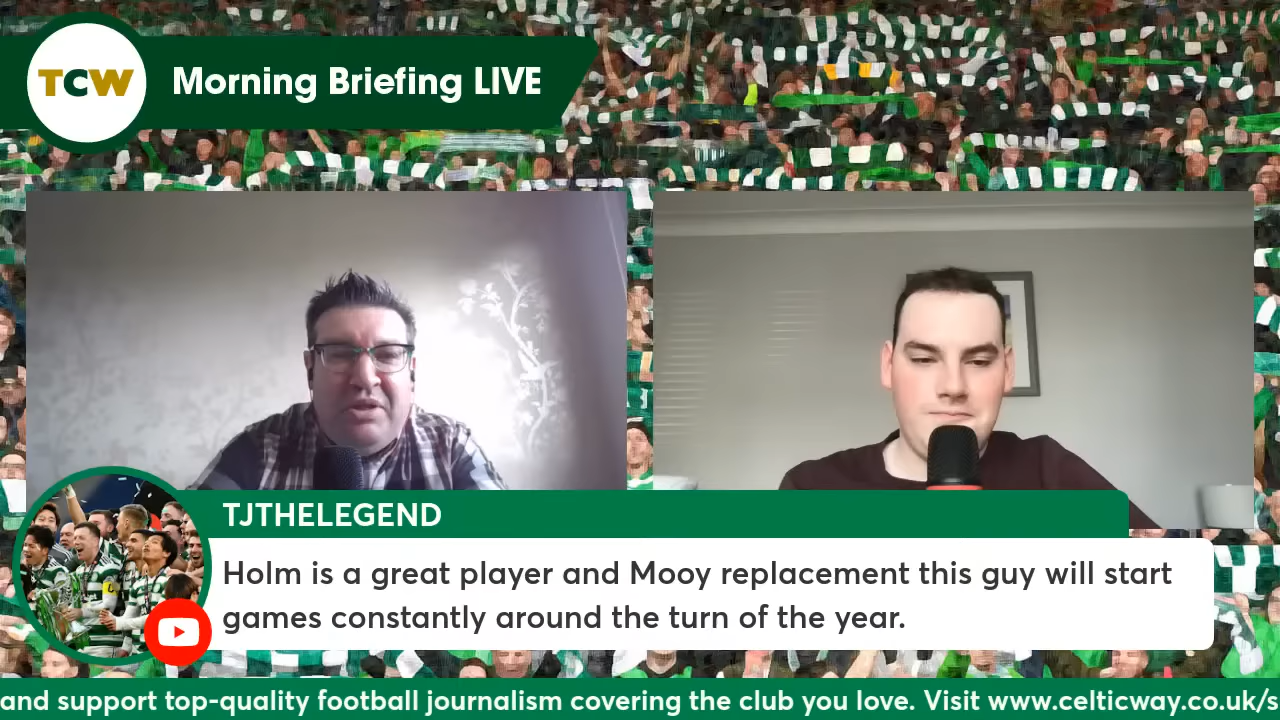 TCW
Morning Briefing LIVE
TJTHELEGEND
Holm is a great player and Mooy replacement this guy will start
games constantly around the turn of the year.
and support top-quality football journalism covering the club you love. Visit www.celticway.co.uk/s